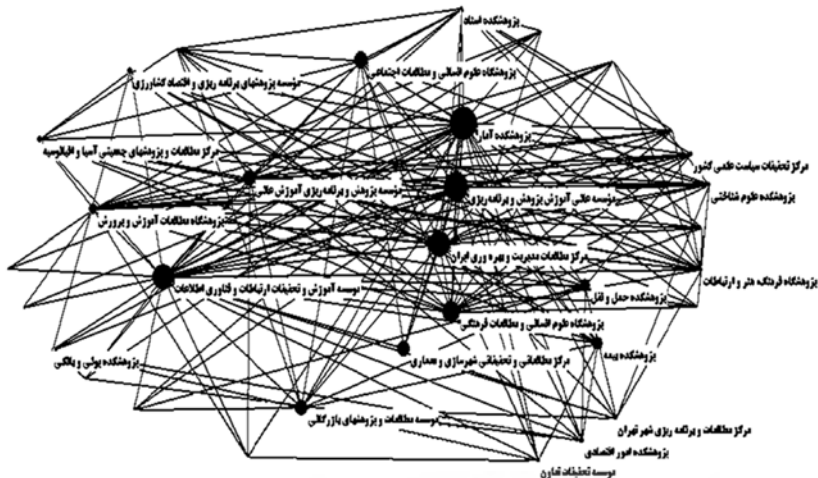 پژوهشکده اسناد
پژوهشگاه علوم انسانی و مطالعات اجتماعی
مؤسسه پژوهشهای برنامه ریزی و اقتصاد کشاورزی
پژوهشکده آمار
مرکز مطالعات و پژوهشهای جمعیتی آسیا و اقیانوسیه
مرکز تحقیقات سیاست علمی کشور
مؤسسه پژوهش و برنامه ریزی آموزش عالی
مؤسسه عالی آموزش پژوهش و برنامه ریزی
پژوهشکده علوم شناختی
پژوهشگاه مطالعات آموزش و پرورش
مرکز مطالعات مدیریت و بهره وری ایران
پژوهشگاه فرهنگ، هنر و ارتباطات
موسسه آموزش و تحقیقات ارتباطات و فناوری اطلاعات
پژوهشکده حمل و نقل
پژوهشگاه علوم انسانی و مطالعات فرهنگی
پژوهشکده بیمه
مرکز مطالعاتی و تحقیقاتی شهرسازی و معماری
پژوهشکده پولی و بانکی
موسسه مطالعات و پژوهشهای بازرگانی
مرکز مطالعات و برنامه ریزی شهر تهران
پژوهشکده امور اقتصادی
موسسه تحقیقات تعاون